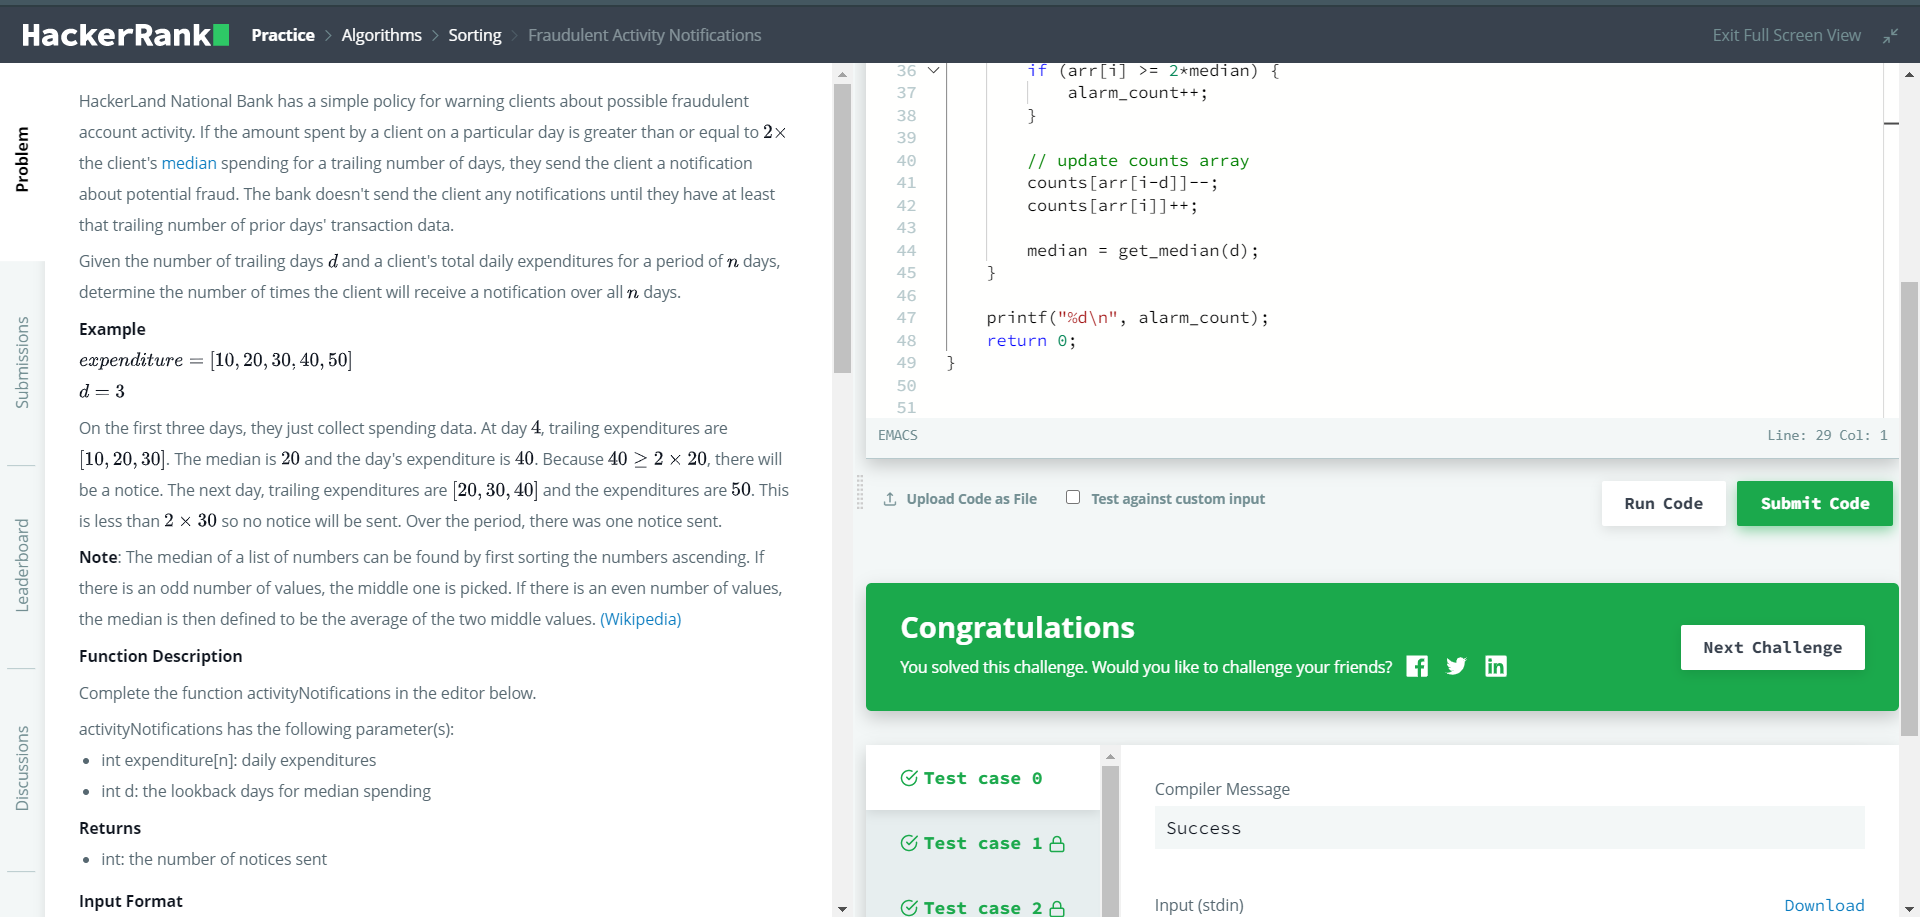 HackerRank Practice > Algorithms > Sorting > Fraudulent Activity Notifications Exit Full Screen View
Problem
Submissions
Leaderboard
Discussions
HackerLand National Bank has a simple policy for warning clients about possible fraudulent
account activity. If the amount spent by a client on a particular day is greater than or equal to 2×
the client's median spending for a trailing number of days, they send the client a notification
about potential fraud. The bank doesn't send the client any notifications until they have at least
that trailing number of prior days' transaction data.
Given the number of trailing days d and a client's total daily expenditures for a period of n days,
determine the number of times the client will receive a notification over all n days.
Example
expenditure = [10, 20, 30, 40, 50]
d = 3
On the first three days, they just collect spending data. At day 4, trailing expenditures are
[10, 20, 30]. The median is 20 and the day's expenditure is 40. Because 40 ≥ 2 × 20, there will
be a notice. The next day, trailing expenditures are [20, 30, 40] and the expenditures are 50. This
is less than 2 × 30 so no notice will be sent. Over the period, there was one notice sent.
Note: The median of a list of numbers can be found by first sorting the numbers ascending. If
there is an odd number of values, the middle one is picked. If there is an even number of values,
the median is then defined to be the average of the two middle values. (Wikipedia)
Function Description
Complete the function activityNotifications in the editor below.
activityNotifications has the following parameter(s):
• int expenditure[n]: daily expenditures
• int d: the lookback days for median spending
Returns
• int: the number of notices sent
Input Format
36 if (arr[i] >= 2*median) {
37 alarm_count++;
38 }
39
40 // update counts array
41 counts[arr[i-d]]--;
42 counts[arr[i]]++;
43
44 median = get_median(d);
45 }
46
47 printf("%d\n", alarm_count);
48 return 0;
49 }
50
51
EMACS Line: 29 Col: 1
Upload Code as File Test against custom input Run Code Submit Code
Congratulations
You solved this challenge. Would you like to challenge your friends?
Next Challenge
Test case 0
Test case 1
Test case 2
Compiler Message
Success
Input (stdin) Download